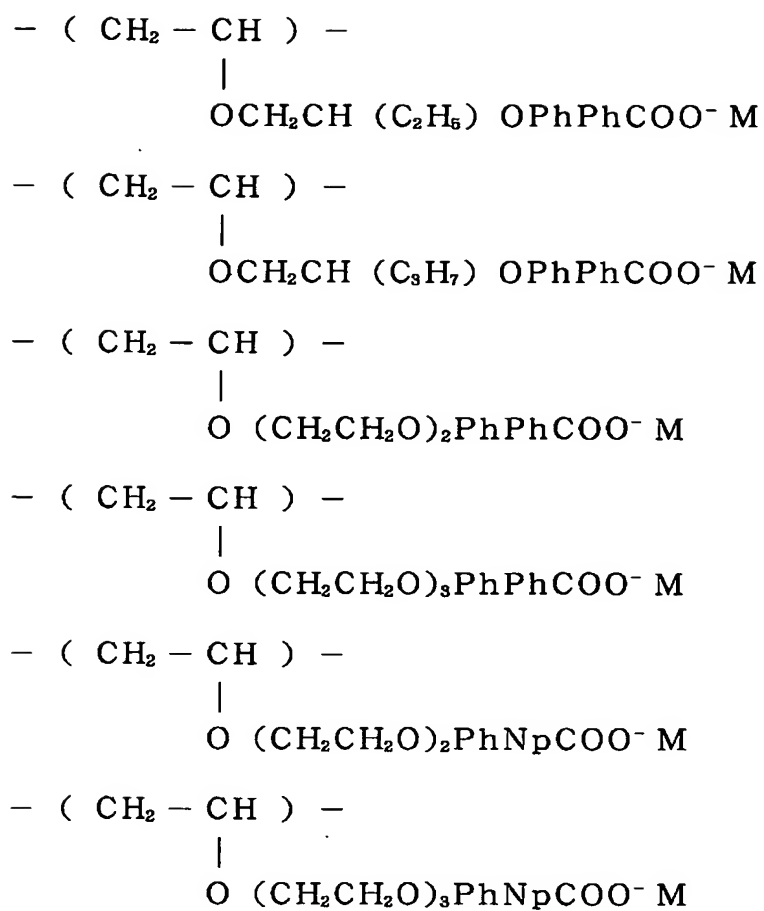 − ( CH₂ − CH ) −
|
OCH₂CH (C₂H₅) OPhPhCOO⁻ M
− ( CH₂ − CH ) −
|
OCH₂CH (C₃H₇) OPhPhCOO⁻ M
− ( CH₂ − CH ) −
|
O (CH₂CH₂O)₂PhPhCOO⁻ M
− ( CH₂ − CH ) −
|
O (CH₂CH₂O)₃PhPhCOO⁻ M
− ( CH₂ − CH ) −
|
O (CH₂CH₂O)₂PhNpCOO⁻ M
− ( CH₂ − CH ) −
|
O (CH₂CH₂O)₃PhNpCOO⁻ M